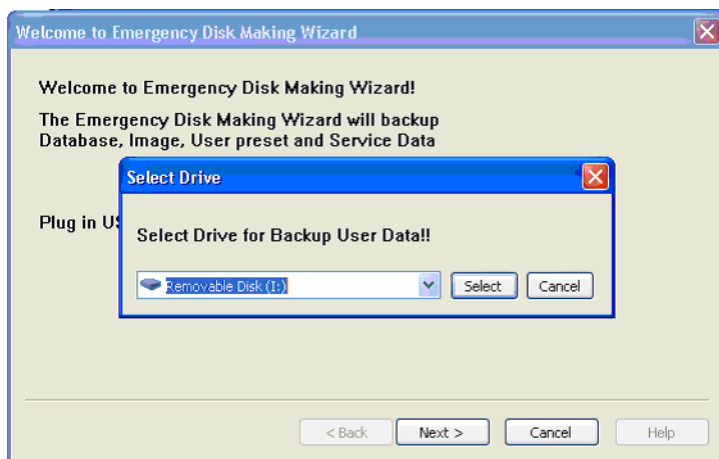 Welcome to Emergency Disk Making Wizard
Welcome to Emergency Disk Making Wizard!
The Emergency Disk Making Wizard will backup
Database, Image, User preset and Service Data
Select Drive
Plug in
Select Drive for Backup User Data!!
Removable Disk (I:)
Select
Cancel
< Back
Next >
Cancel
Help